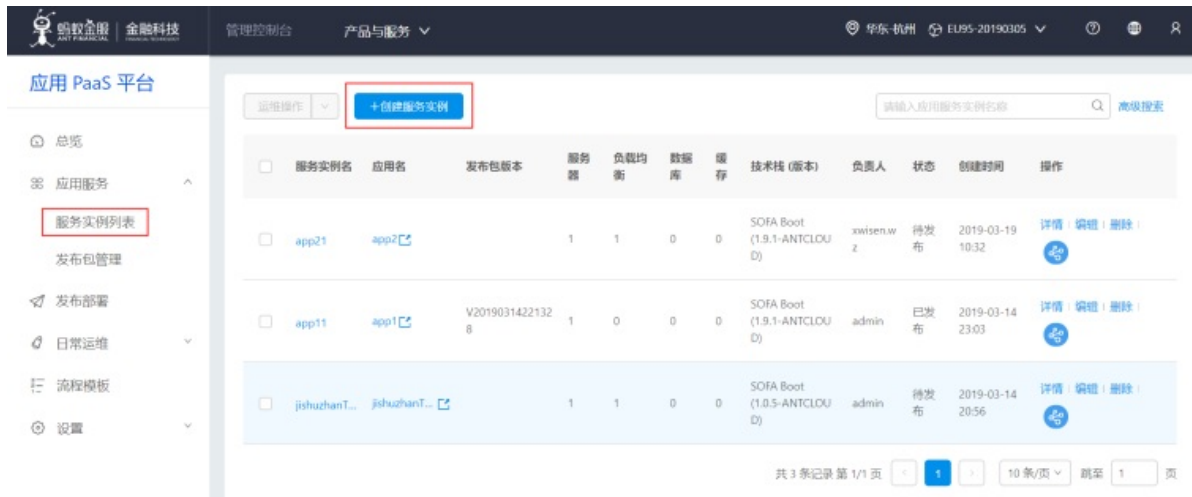 蚂蚁金服 金融科技
ANT FINANCIAL
管理控制台 产品与服务 华东-杭州 EU95-20190305
应用 PaaS 平台
总览
应用服务
服务实例列表
发布包管理
发布部署
日常运维
流程模板
设置
运维操作 +创建服务实例 请输入应用服务实例名称 高级搜索
服务实例名 应用名 发布包版本 服务器 负载均衡 数据库 缓存 技术栈 (版本) 负责人 状态 创建时间 操作
app21 app2 1 1 0 0 SOFA Boot (1.9.1-ANTCLOUD) xwisen.wz 待发布 2019-03-19 10:32 详情 编辑 删除
app11 app1 V20190314221328 1 0 0 0 SOFA Boot (1.9.1-ANTCLOUD) admin 已发布 2019-03-14 23:03 详情 编辑 删除
jishuzhanT... jishuzhanT... 1 1 0 0 SOFA Boot (1.0.5-ANTCLOUD) admin 待发布 2019-03-14 20:56 详情 编辑 删除
共 3 条记录 第 1/1 页 < 1 > 10 条/页 跳至 1 页